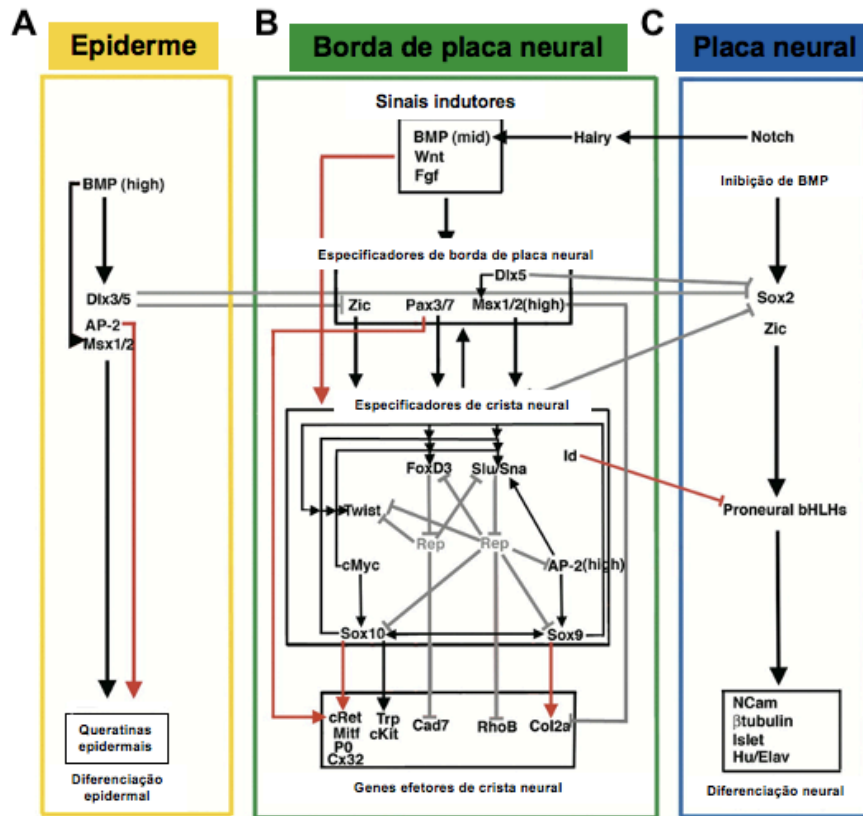 A
Epiderme
BMP (high)
Dlx3/5
AP-2
Msx1/2
Queratinas
epidermais
Diferenciação
epidermal
B
Borda de placa neural
Sinais indutores
BMP (mid)
Wnt
Fgf
Hairy
Especificadores de borda de placa neural
Dlx5
Zic
Pax3/7
Msx1/2(high)
Especificadores de crista neural
FoxD3
Slu/Sna
Id
Twist
Rep
Rep
cMyc
AP-2(high)
Sox10
Sox9
cRet
Mitf
P0
Cx32
Trp
cKit
Cad7
RhoB
Col2a
Genes efetores de crista neural
C
Placa neural
Notch
Inibição de BMP
Sox2
Zic
Proneural bHLHs
NCam
βtubulin
Islet
Hu/Elav
Diferenciação neural